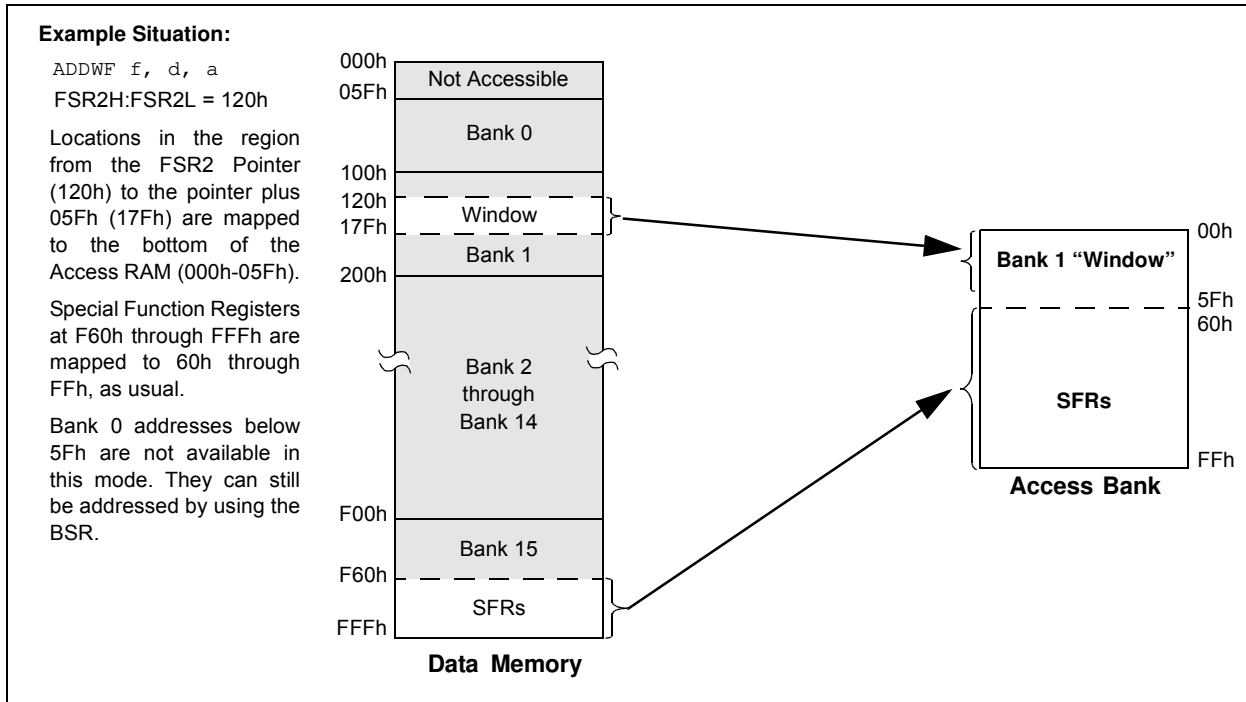 Example Situation:
ADDWF f, d, a
FSR2H:FSR2L = 120h
Locations in the region
from the FSR2 Pointer
(120h) to the pointer plus
05Fh (17Fh) are mapped
to the bottom of the
Access RAM (000h-05Fh).
Special Function Registers
at F60h through FFFh are
mapped to 60h through
FFh, as usual.
Bank 0 addresses below
5Fh are not available in
this mode. They can still
be addressed by using the
BSR.
000h
Not Accessible
05Fh
Bank 0
100h
120h
Window
17Fh
Bank 1
200h
Bank 2
through
Bank 14
F00h
Bank 15
F60h
SFRs
FFFh
Data Memory
00h
Bank 1 “Window”
5Fh
60h
SFRs
FFh
Access Bank